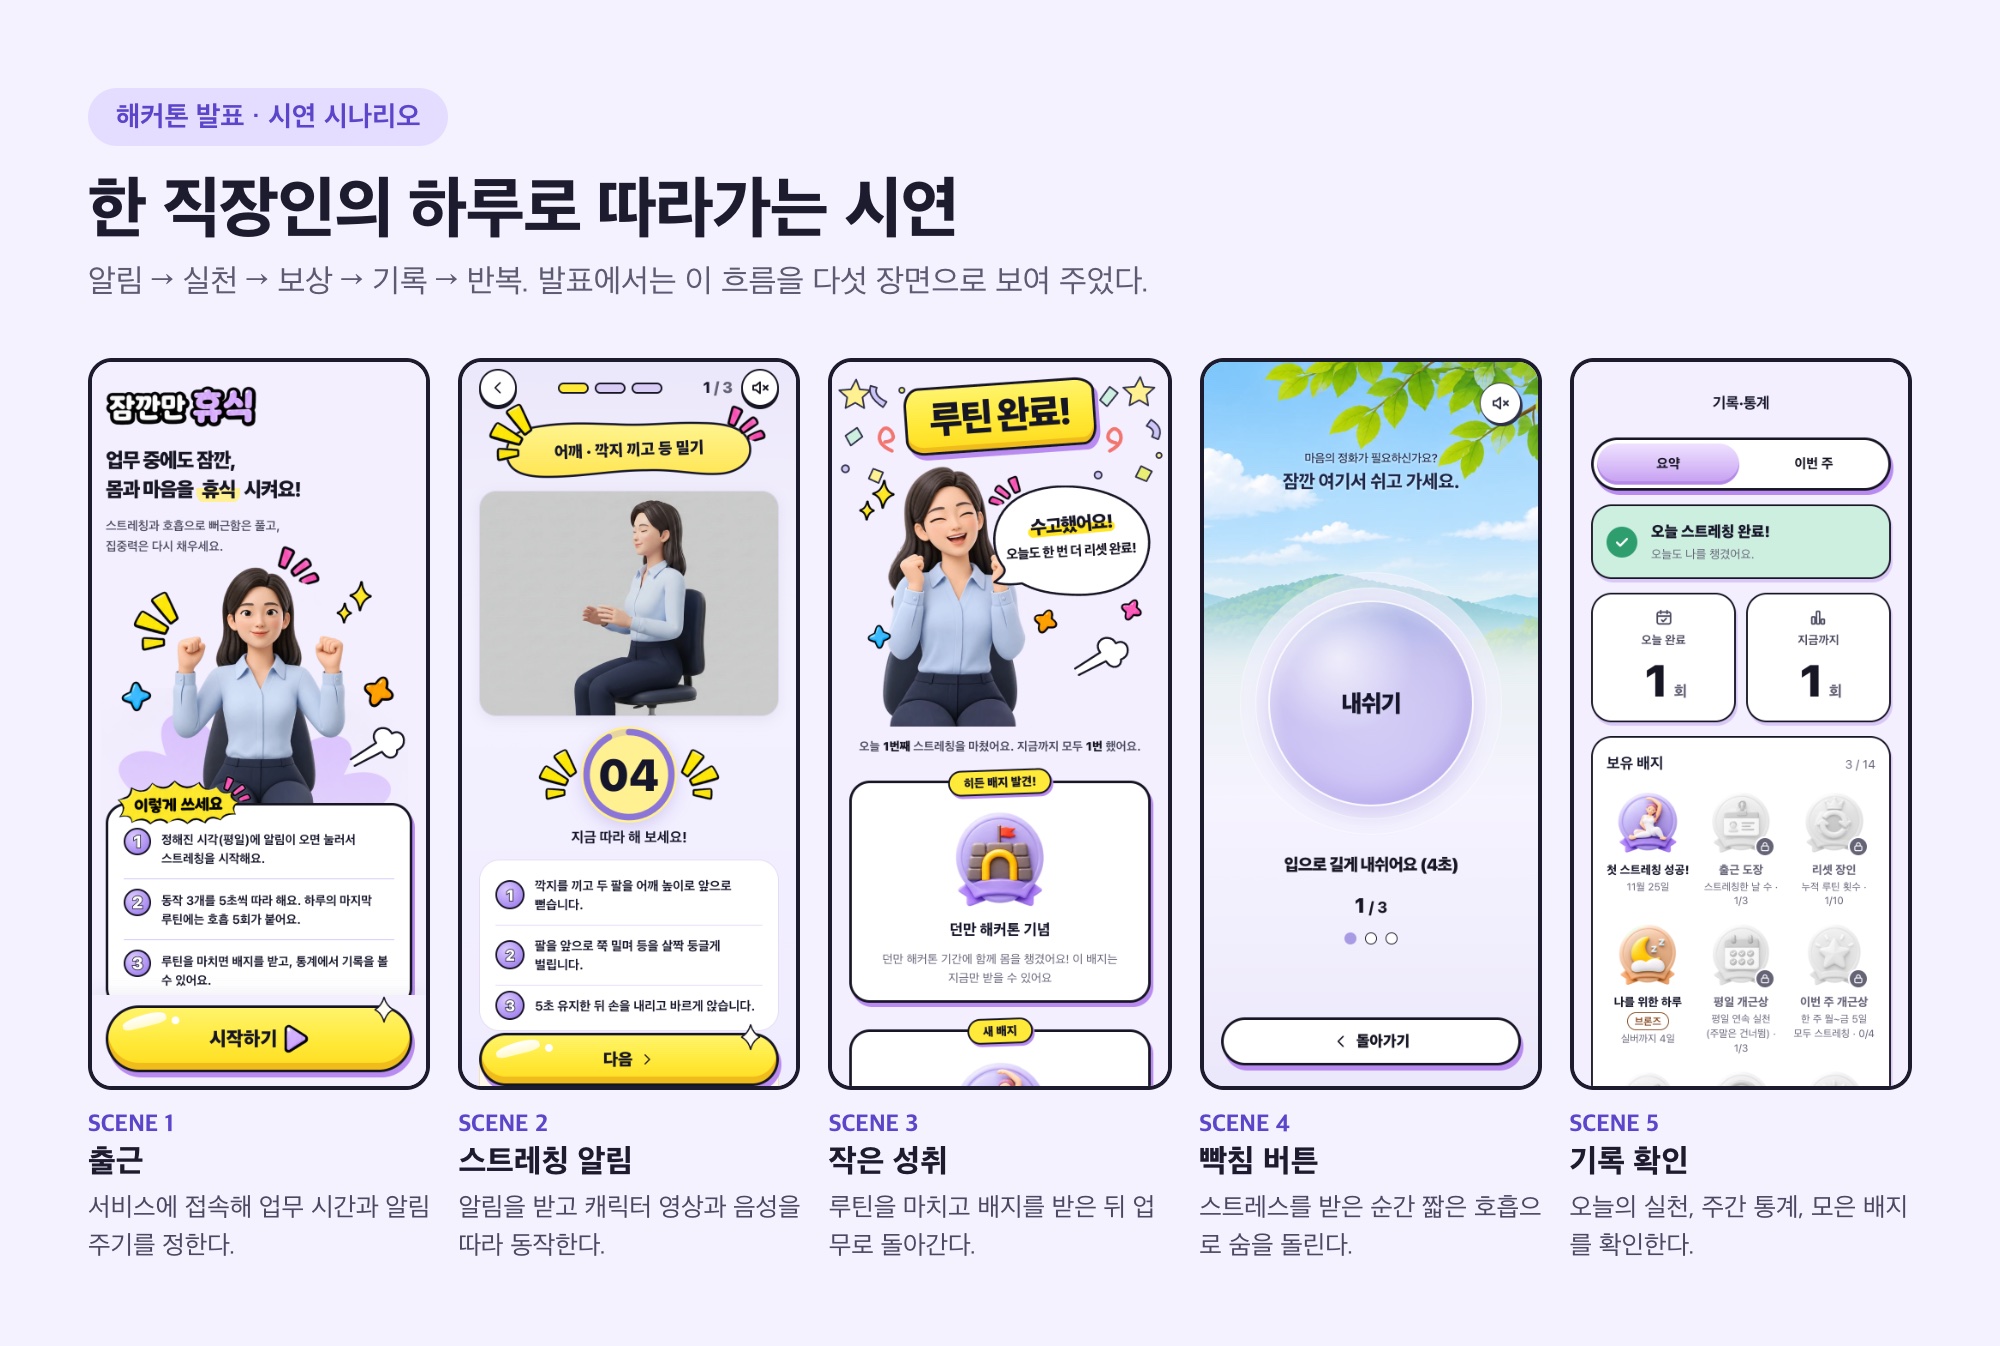 해커톤 발표 · 시연 시나리오
한 직장인의 하루로 따라가는 시연
알림 → 실천 → 보상 → 기록 → 반복. 발표에서는 이 흐름을 다섯 장면으로 보여 주었다.
잠깐만 휴식
업무 중에도 잠깐,
몸과 마음을 휴식 시켜요!
스트레칭과 호흡으로 뻐근함은 풀고,
집중력은 다시 채우세요.
이렇게 쓰세요
1 정해진 시각(평일)에 알림이 오면 눌러서
스트레칭을 시작해요.
2 동작 3개를 5초씩 따라 해요. 하루의 마지막
루틴에는 호흡 5회가 붙어요.
3 루틴을 마치면 배지를 받고, 통계에서 기록을 볼
수 있어요.
시작하기
SCENE 1
출근
서비스에 접속해 업무 시간과 알림
주기를 정한다.
1 / 3
어깨 · 깍지 끼고 등 밀기
04
지금 따라 해 보세요!
1 깍지를 끼고 두 팔을 어깨 높이로 앞으로
뻗습니다.
2 팔을 앞으로 쭉 밀며 등을 살짝 둥글게
벌립니다.
3 5초 유지한 뒤 손을 내리고 바르게 앉습니다.
다음
SCENE 2
스트레칭 알림
알림을 받고 캐릭터 영상과 음성을
따라 동작한다.
루틴 완료!
수고했어요!
오늘도 한 번 더 리셋 완료!
오늘 1번째 스트레칭을 마쳤어요. 지금까지 모두 1번 했어요.
히든 배지 발견!
던만 해커톤 기념
던만 해커톤 기간에 함께 몸을 챙겼어요! 이 배지는
지금만 받을 수 있어요
새 배지
SCENE 3
작은 성취
루틴을 마치고 배지를 받은 뒤 업
무로 돌아간다.
마음의 정화가 필요하신가요?
잠깐 여기서 쉬고 가세요.
내쉬기
입으로 길게 내쉬어요 (4초)
1 / 3
돌아가기
SCENE 4
빡침 버튼
스트레스를 받은 순간 짧은 호흡으
로 숨을 돌린다.
기록·통계
요약 이번 주
오늘 스트레칭 완료!
오늘도 나를 챙겼어요.
오늘 완료 지금까지
1 회 1 회
보유 배지 3 / 14
첫 스트레칭 성공! 출근 도장 리셋 장인
11월 25일 스트레칭한 날 수 · 누적 루틴 횟수 ·
1/3 1/10
나를 위한 하루 평일 개근상 이번 주 개근상
브론즈 평일 연속 실천 한 주 월~금 5일
실버까지 4일 (주말은 건너뜀) · 모두 스트레칭 · 0/4
1/3
SCENE 5
기록 확인
오늘의 실천, 주간 통계, 모은 배지
를 확인한다.